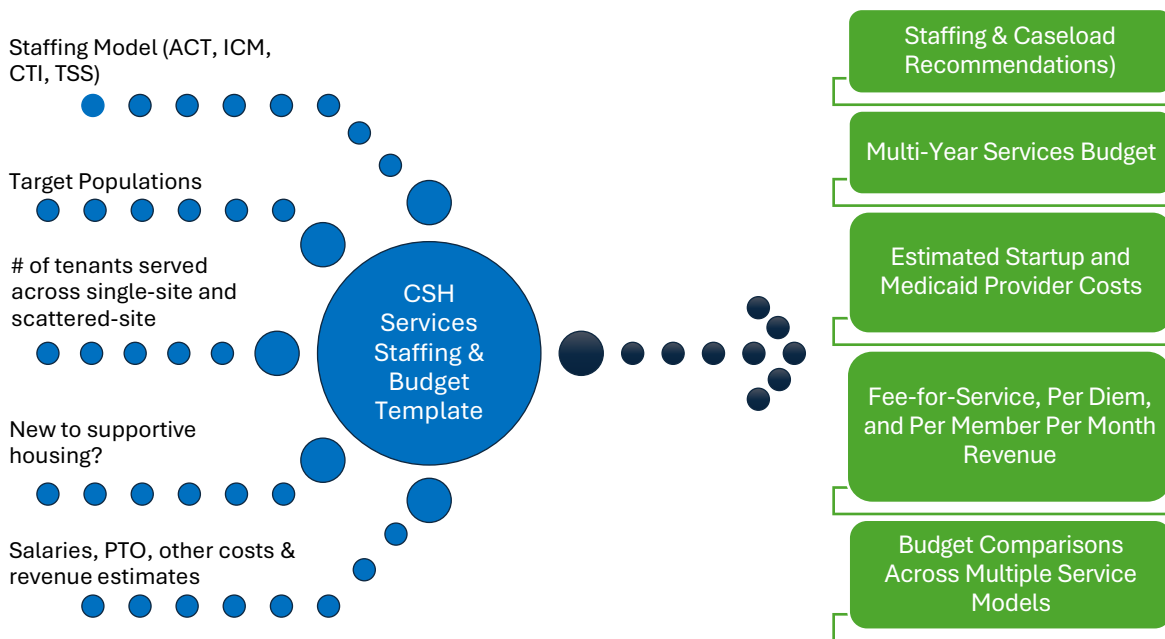 Staffing Model (ACT, ICM,
CTI, TSS)
Target Populations
# of tenants served
across single-site and
scattered-site
New to supportive
housing?
Salaries, PTO, other costs &
revenue estimates
CSH
Services
Staffing &
Budget
Template
Staffing & Caseload
Recommendations)
Multi-Year Services Budget
Estimated Startup and
Medicaid Provider Costs
Fee-for-Service, Per Diem,
and Per Member Per Month
Revenue
Budget Comparisons
Across Multiple Service
Models